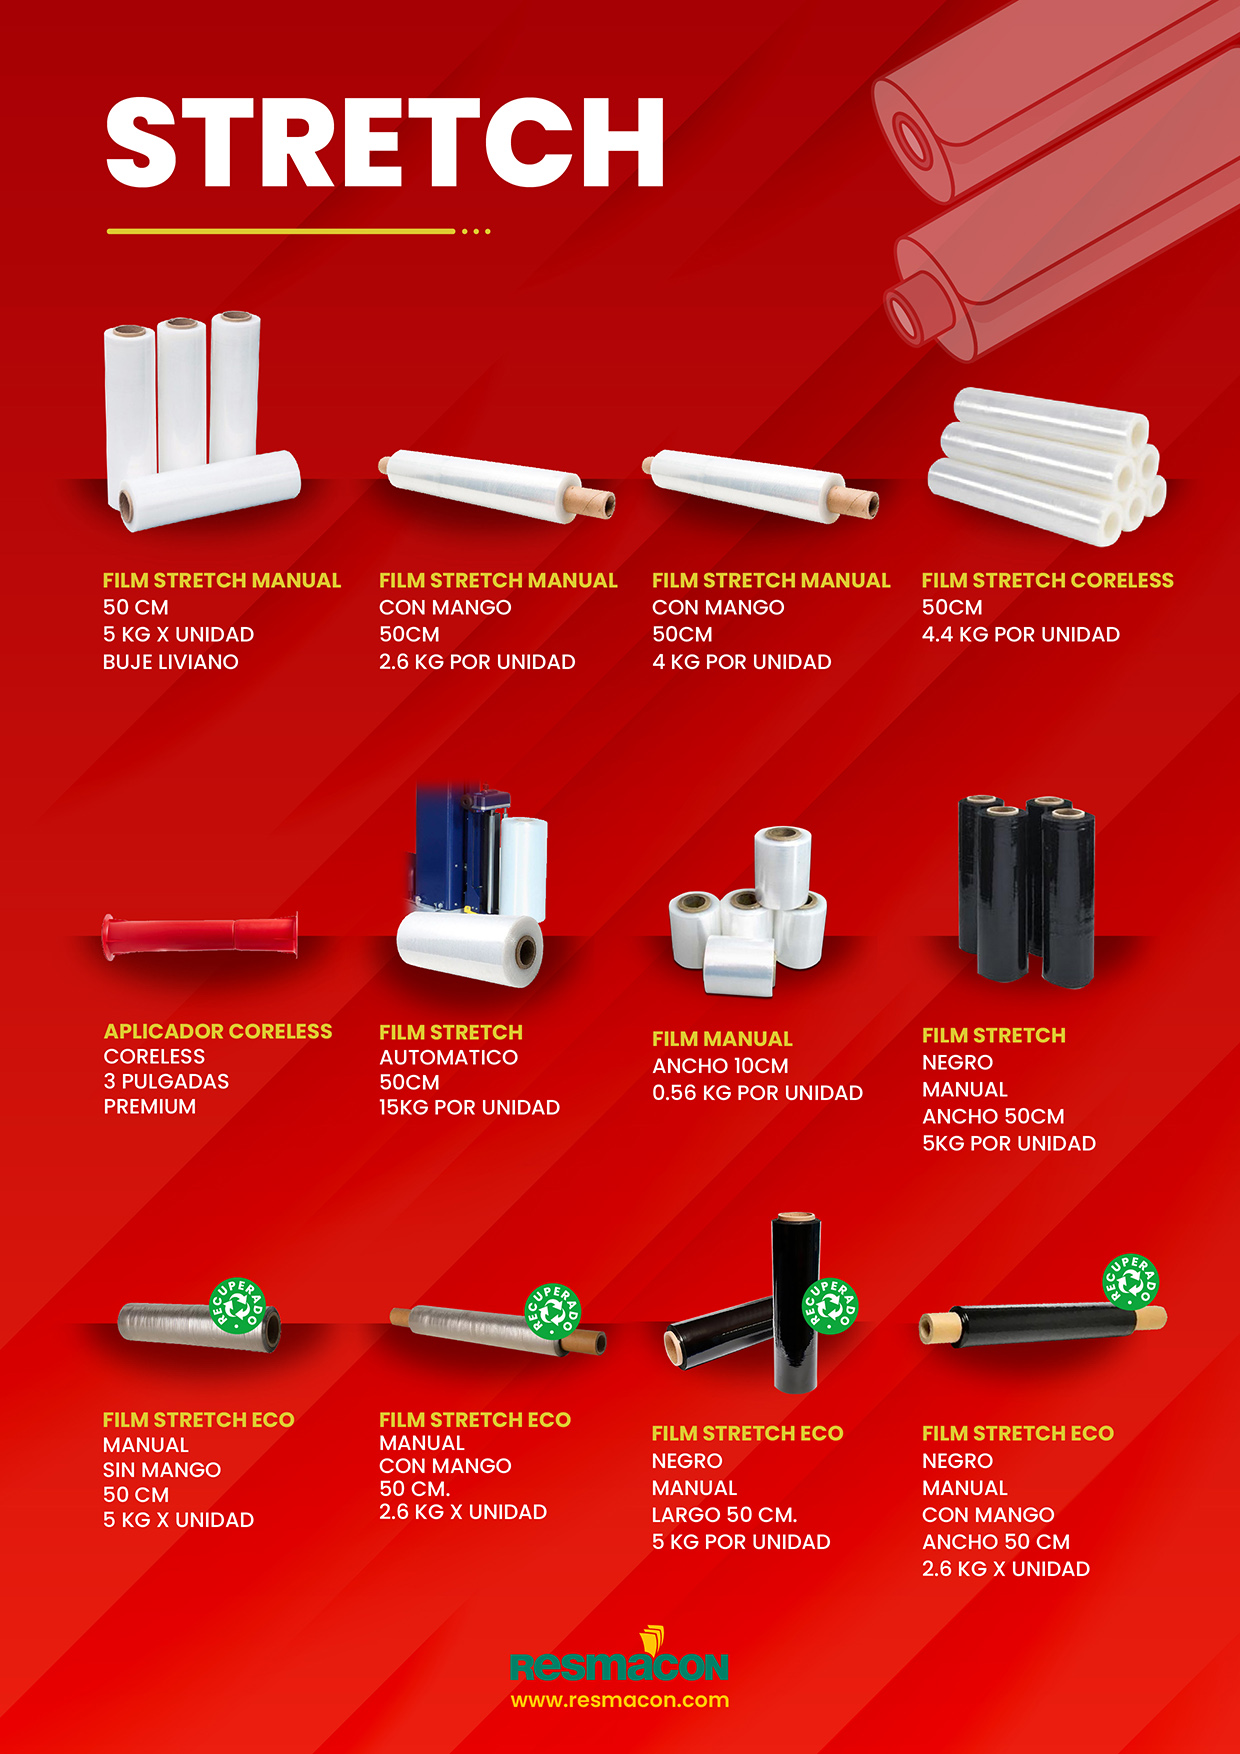 STRETCH
FILM STRETCH MANUAL
50 CM
5 KG X UNIDAD
BUJE LIVIANO
FILM STRETCH MANUAL
CON MANGO
50CM
2.6 KG POR UNIDAD
FILM STRETCH MANUAL
CON MANGO
50CM
4 KG POR UNIDAD
FILM STRETCH CORELESS
50CM
4.4 KG POR UNIDAD
APLICADOR CORELESS
CORELESS
3 PULGADAS
PREMIUM
FILM STRETCH
AUTOMATICO
50CM
15KG POR UNIDAD
FILM MANUAL
ANCHO 10CM
0.56 KG POR UNIDAD
FILM STRETCH
NEGRO
MANUAL
ANCHO 50CM
5KG POR UNIDAD
RECUPERADO
FILM STRETCH ECO
MANUAL
SIN MANGO
50 CM
5 KG X UNIDAD
RECUPERADO
FILM STRETCH ECO
MANUAL
CON MANGO
50 CM.
2.6 KG X UNIDAD
RECUPERADO
FILM STRETCH ECO
NEGRO
MANUAL
LARGO 50 CM.
5 KG POR UNIDAD
RECUPERADO
FILM STRETCH ECO
NEGRO
MANUAL
CON MANGO
ANCHO 50 CM
2.6 KG X UNIDAD
Resmacon
www.resmacon.com